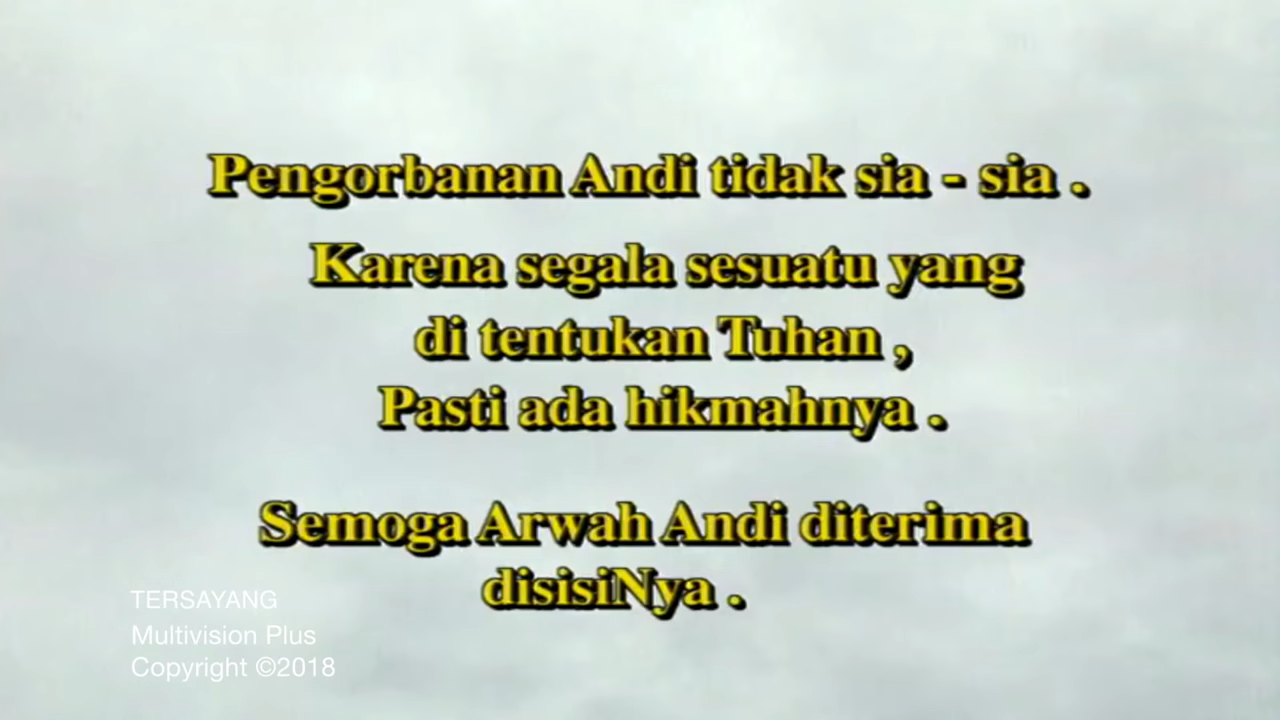 Pengorbanan Andi tidak sia - sia .
Karena segala sesuatu yang
di tentukan Tuhan ,
Pasti ada hikmahnya .
Semoga Arwah Andi diterima
disisiNya .
TERSAYANG
Multivision Plus
Copyright ©2018